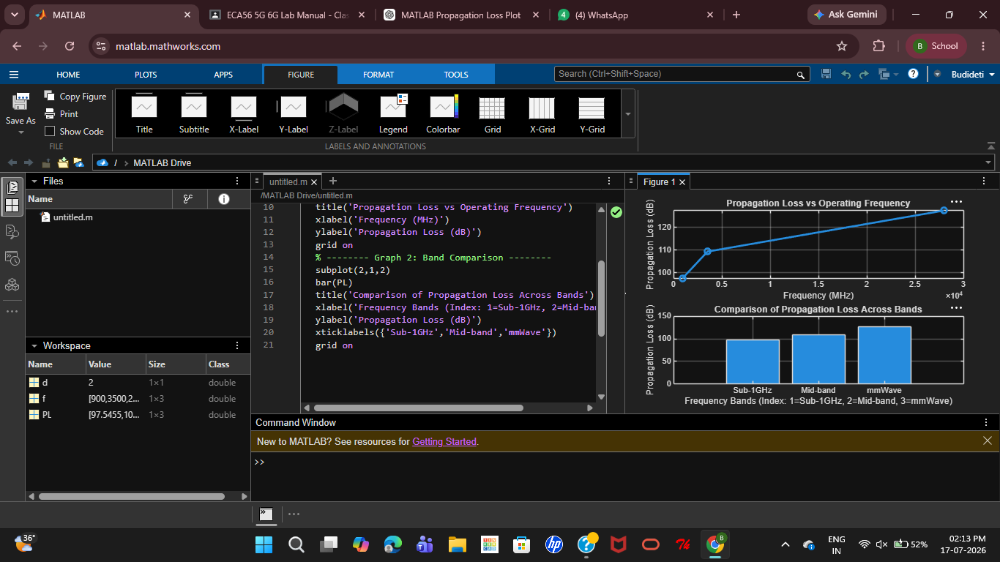 MATLAB
ECA56 5G 6G Lab Manual - Clas
MATLAB Propagation Loss Plot
4
(4) WhatsApp
Ask Gemini
matlab.mathworks.com
B
School
HOME
PLOTS
APPS
FIGURE
FORMAT
TOOLS
Search (Ctrl+Shift+Space)
Budideti
Save As
Copy Figure
Print
Show Code
FILE
Title
Subtitle
X-Label
Y-Label
Z-Label
Legend
Colorbar
Grid
X-Grid
Y-Grid
LABELS AND ANNOTATIONS
/ > MATLAB Drive
Files
Name
untitled.m
Workspace
Name Value Size Class
d 2 1×1 double
f [900,3500,2... 1×3 double
PL [97.5455,10... 1×3 double
untitled.m
/MATLAB Drive/untitled.m
10 title('Propagation Loss vs Operating Frequency')
11 xlabel('Frequency (MHz)')
12 ylabel('Propagation Loss (dB)')
13 grid on
14 % -------- Graph 2: Band Comparison --------
15 subplot(2,1,2)
16 bar(PL)
17 title('Comparison of Propagation Loss Across Bands')
18 xlabel('Frequency Bands (Index: 1=Sub-1GHz, 2=Mid-ba
19 ylabel('Propagation Loss (dB)')
20 xticklabels({'Sub-1GHz','Mid-band','mmWave'})
21 grid on
Figure 1
Propagation Loss vs Operating Frequency
Propagation Loss (dB)
120
110
100
0 0.5 1 1.5 2 2.5 3
Frequency (MHz)
×10⁴
Comparison of Propagation Loss Across Bands
Propagation Loss (dB)
150
100
50
0
Sub-1GHz Mid-band mmWave
Frequency Bands (Index: 1=Sub-1GHz, 2=Mid-band, 3=mmWave)
Command Window
New to MATLAB? See resources for Getting Started.
>>
36°
hp
ENG
IN
52%
02:13 PM
17-07-2026